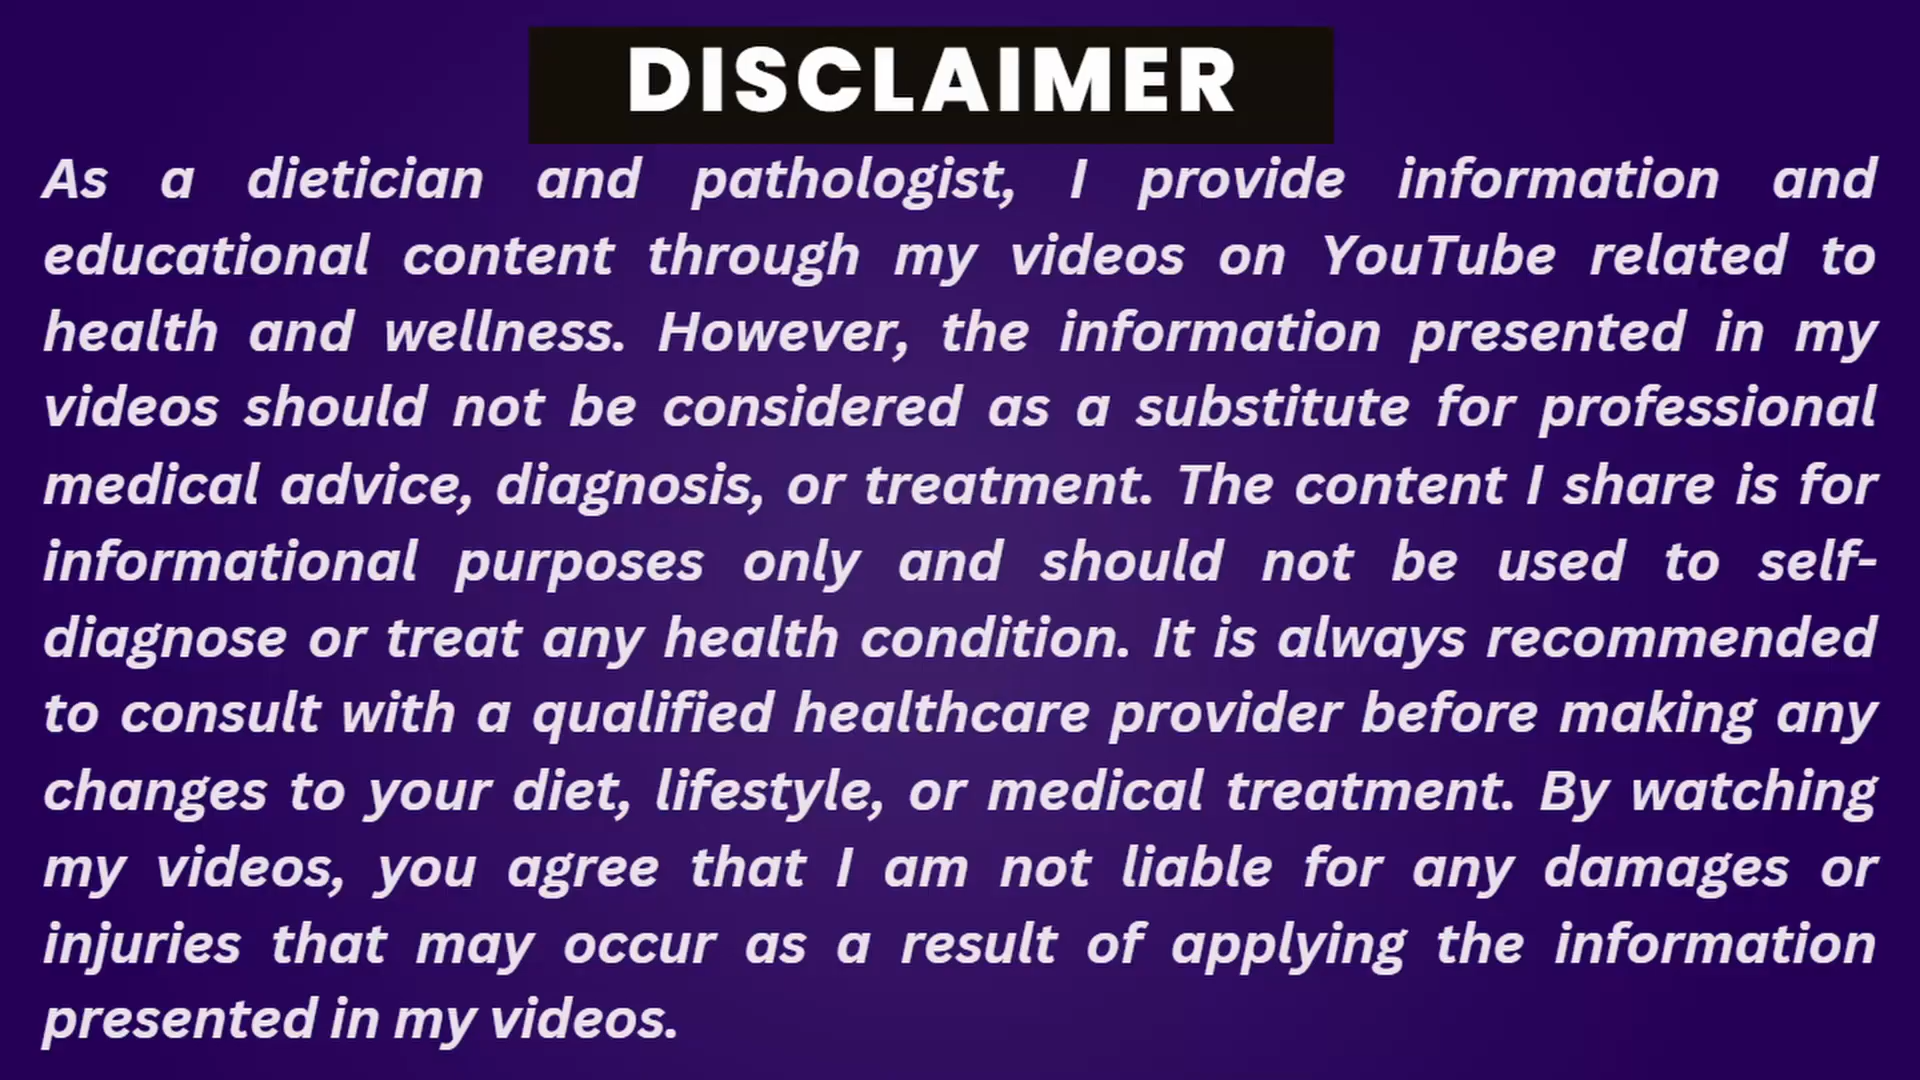 DISCLAIMER
As a dietician and pathologist, I provide information and
educational content through my videos on YouTube related to
health and wellness. However, the information presented in my
videos should not be considered as a substitute for professional
medical advice, diagnosis, or treatment. The content I share is for
informational purposes only and should not be used to self-
diagnose or treat any health condition. It is always recommended
to consult with a qualified healthcare provider before making any
changes to your diet, lifestyle, or medical treatment. By watching
my videos, you agree that I am not liable for any damages or
injuries that may occur as a result of applying the information
presented in my videos.